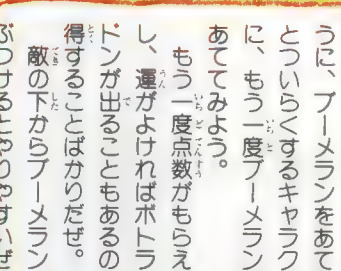 うに、ブーメランをあて
とついらくするキャラク
に、もう一度ブーメラン
あててみよう。
もう一度点数がもらえ
し、運がよければボトラ
ドンが出ることもあるの
得することばかりだぜ。
敵の下からブーメラン
ぶつけるとやりやすいぜ